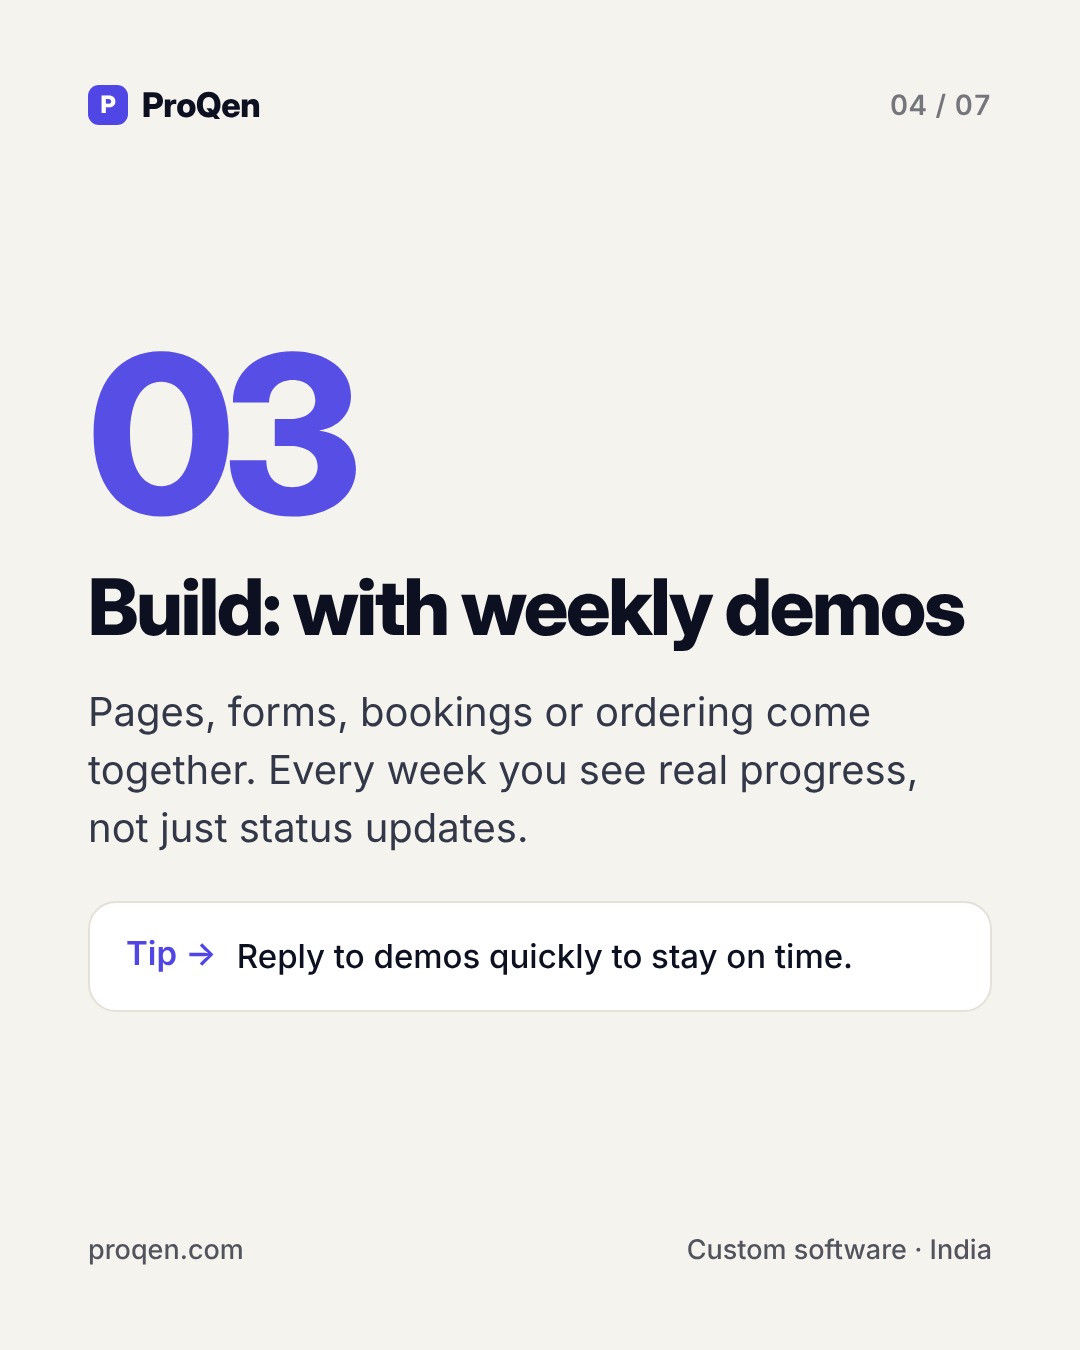 P ProQen
04 / 07
03
Build: with weekly demos
Pages, forms, bookings or ordering come
together. Every week you see real progress,
not just status updates.
Tip → Reply to demos quickly to stay on time.
proqen.com
Custom software · India